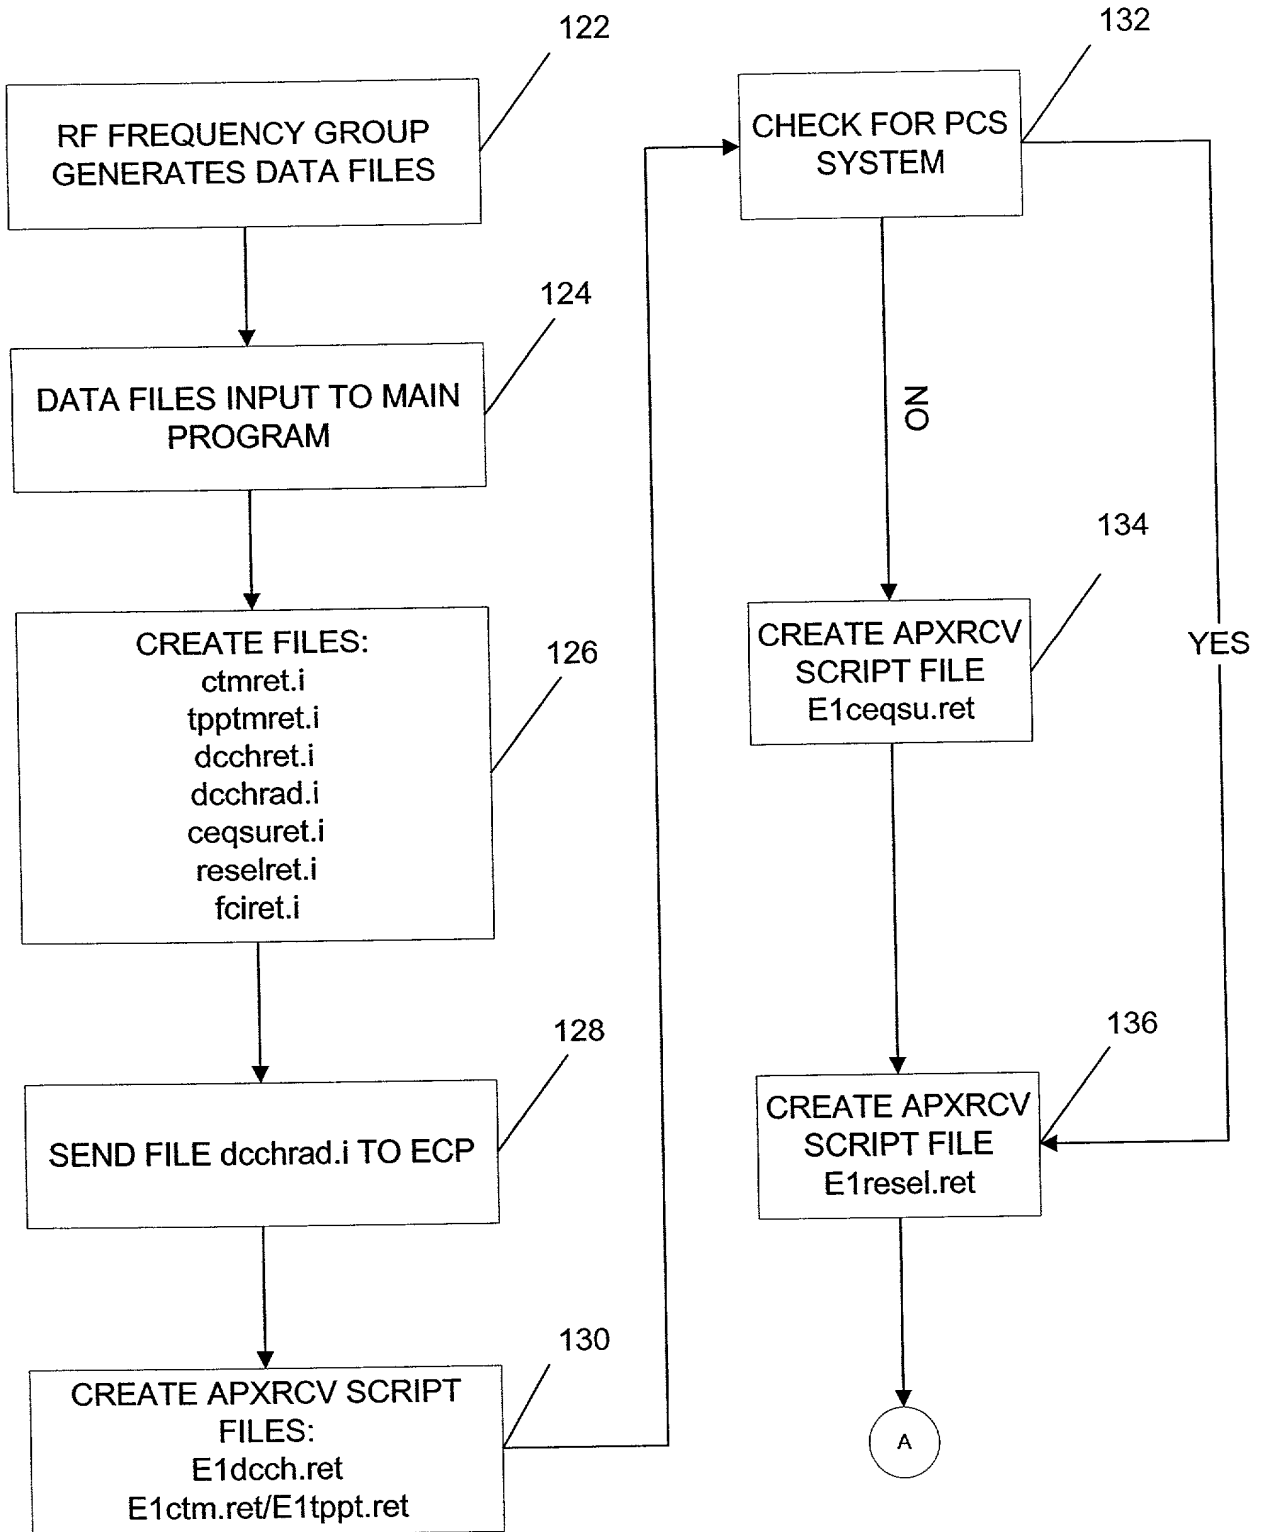 122
RF FREQUENCY GROUP
GENERATES DATA FILES
124
DATA FILES INPUT TO MAIN
PROGRAM
126
CREATE FILES:
ctmret.i
tpptmret.i
dcchret.i
dcchrad.i
ceqsuret.i
reselret.i
fciret.i
128
SEND FILE dcchrad.i TO ECP
130
CREATE APXRCV SCRIPT
FILES:
E1dcch.ret
E1ctm.ret/E1tppt.ret
132
CHECK FOR PCS
SYSTEM
NO
YES
134
CREATE APXRCV
SCRIPT FILE
E1ceqsu.ret
136
CREATE APXRCV
SCRIPT FILE
E1resel.ret
A